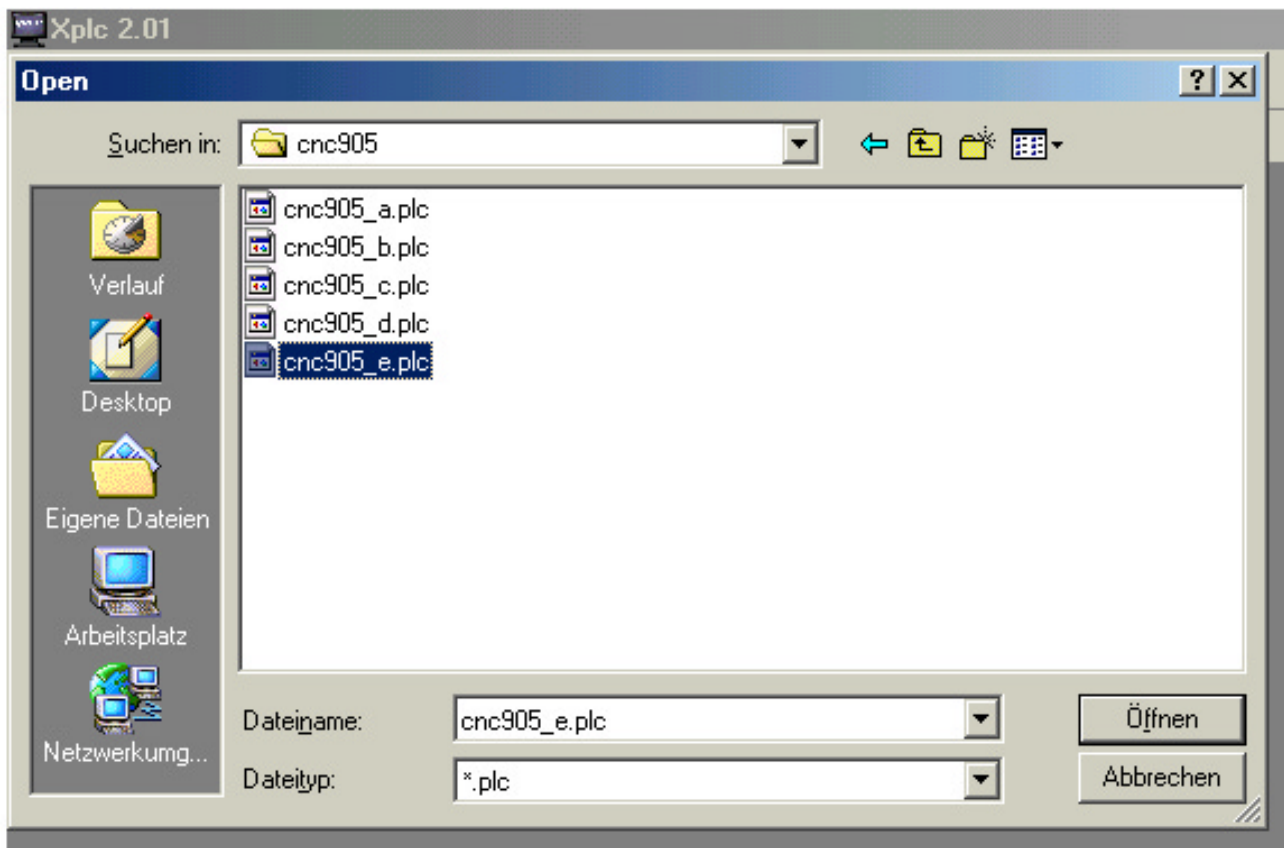 Xplc 2.01
Open
Suchen in: cnc905
cnc905_a.plc
cnc905_b.plc
cnc905_c.plc
cnc905_d.plc
cnc905_e.plc
Verlauf
Desktop
Eigene Dateien
Arbeitsplatz
Netzwerkumg...
Dateiname: cnc905_e.plc Öffnen
Dateityp: *.plc Abbrechen